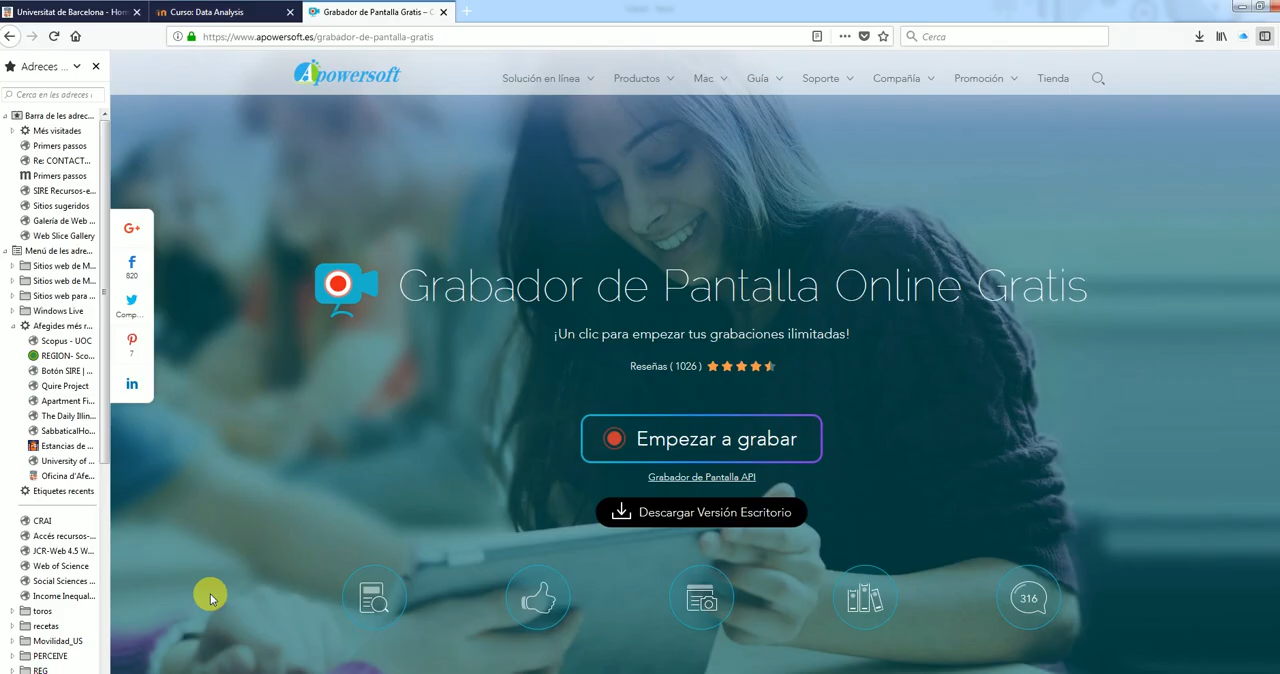 Universitat de Barcelona - Hom
Curso: Data Analysis
Grabador de Pantalla Gratis – C
https://www.apowersoft.es/grabador-de-pantalla-gratis
Cerca
Adreces ...
Cerca en les adreces i
Apowersoft
Solución en línea
Productos
Mac
Guía
Soporte
Compañía
Promoción
Tienda
Barra de les adrec...
Més visitades
Primers passos
Re: CONTACT...
Primers passos
SIRE Recursos-e...
Sitios sugeridos
Galería de Web ...
Web Slice Gallery
Menú de les adre...
Sitios web de M...
Sitios web de M...
Sitios web para ...
Windows Live
Afegides més r...
Scopus - UOC
REGION- Sco...
Botón SIRE | ...
Quire Project
Apartment Fi...
The Daily Illin...
SabbaticalHo...
Estancias de ...
University of ...
Oficina d'Afe...
Etiquetes recents
CRAI
Accés recursos-...
JCR-Web 4.5 W...
Web of Science
Social Sciences ...
Income Inequal...
toros
recetas
Movilidad_US
PERCEIVE
REG
G+
820
Comp...
7
in
Grabador de Pantalla Online Gratis
¡Un clic para empezar tus grabaciones ilimitadas!
Reseñas ( 1026 )
Empezar a grabar
Grabador de Pantalla API
Descargar Versión Escritorio
316